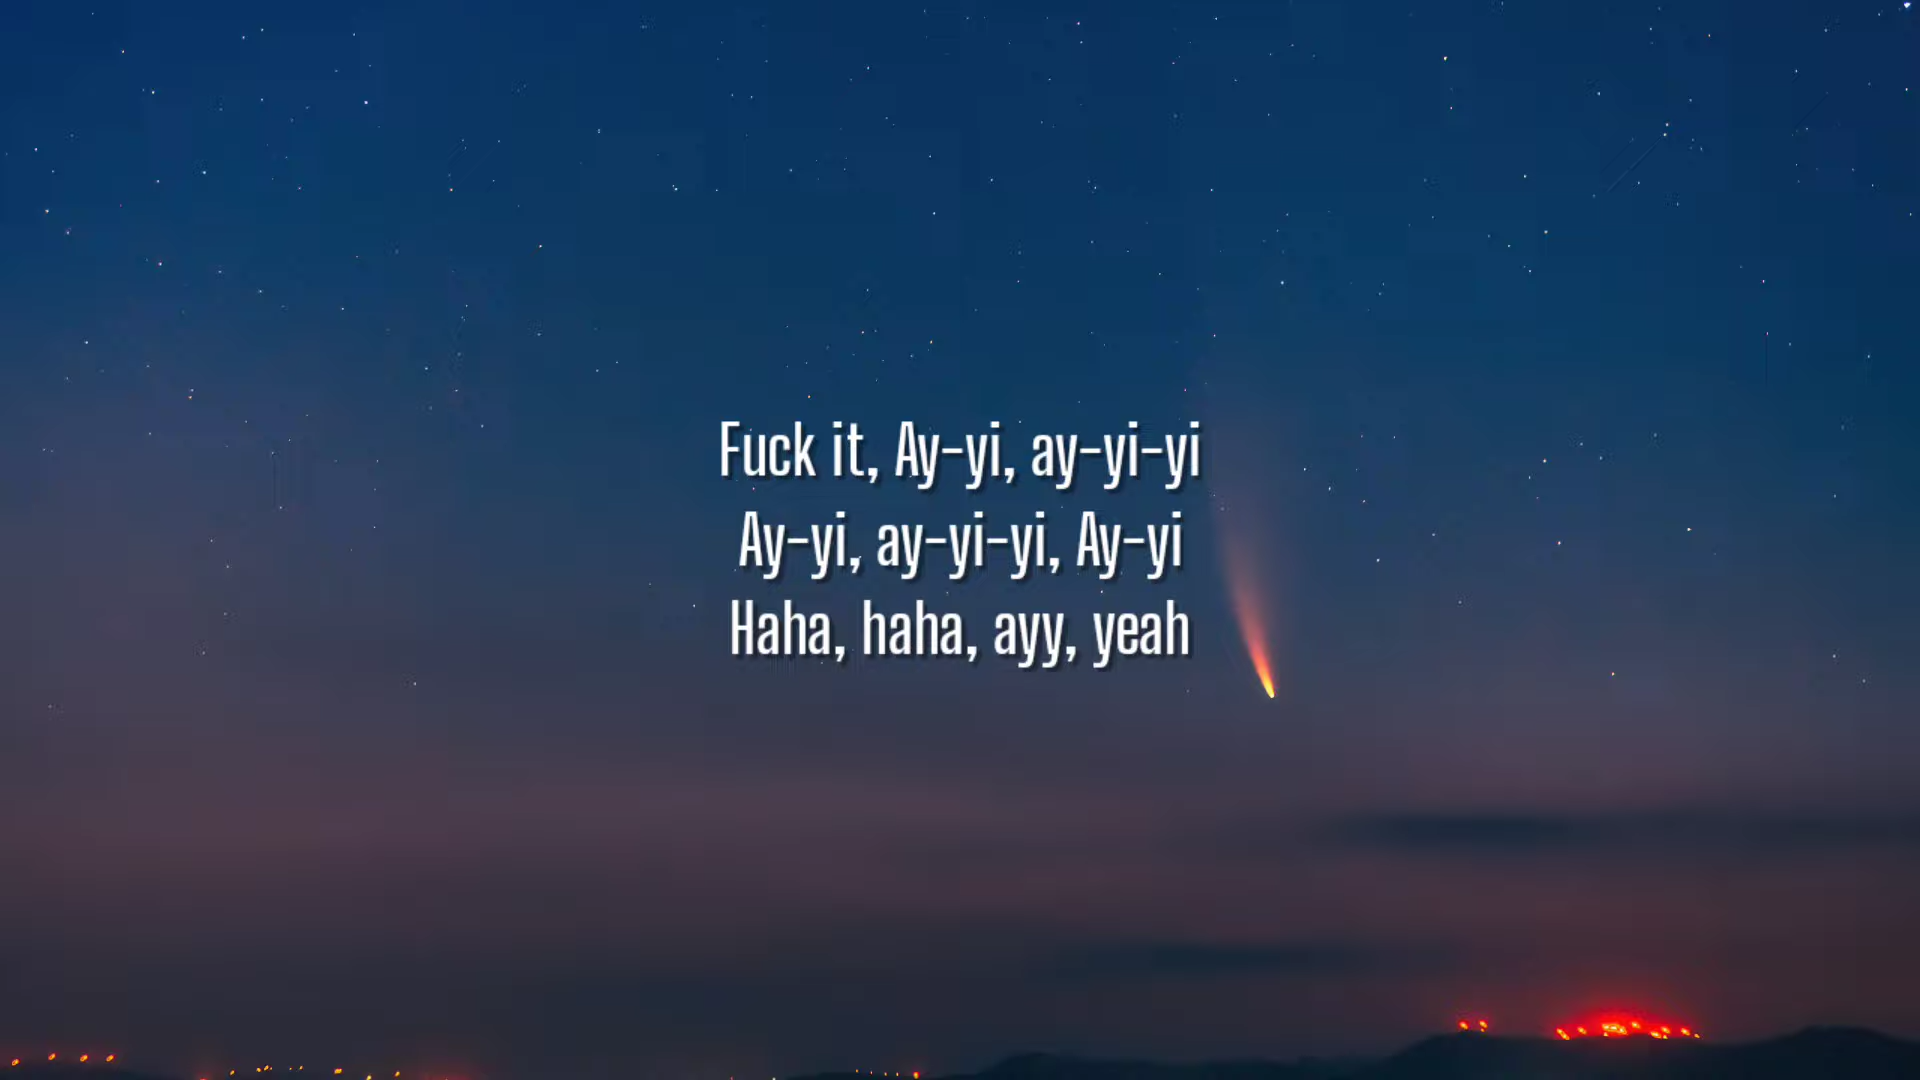 Fuck it, Ay-yi, ay-yi-yi
Ay-yi, ay-yi-yi, Ay-yi
Haha, haha, ayy, yeah